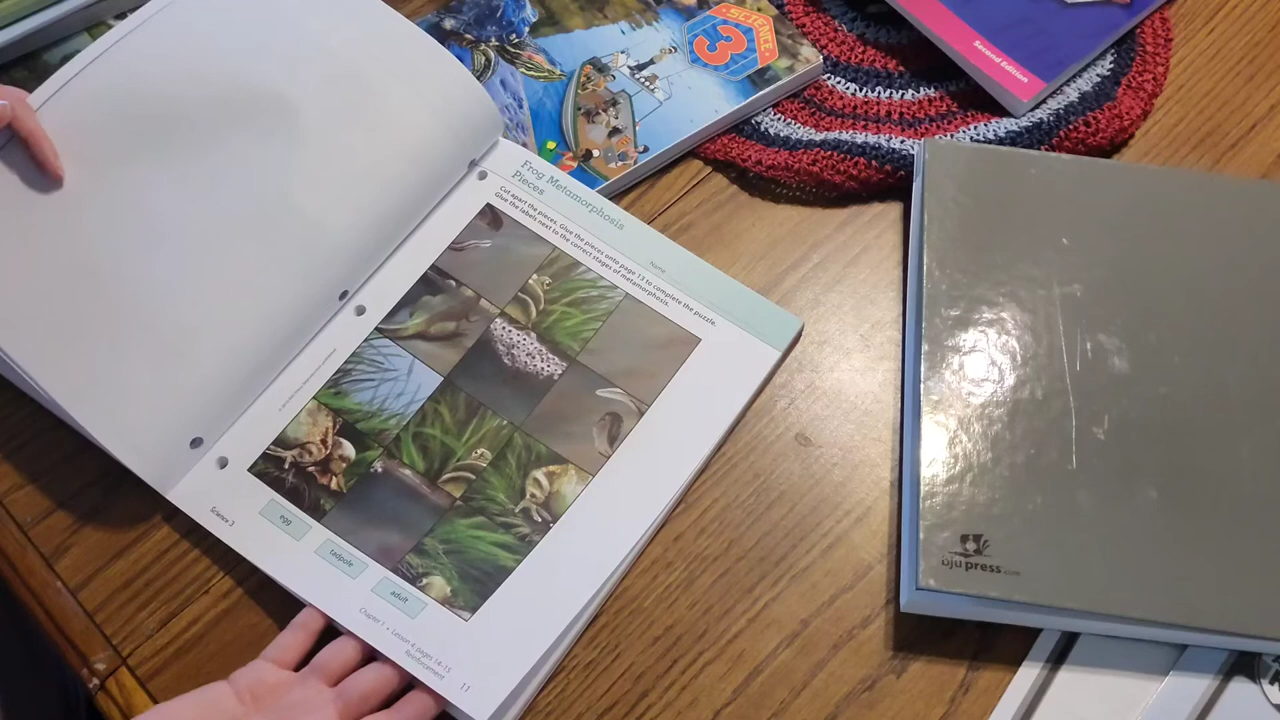 SCIENCE
3
Second Edition
Frog Metamorphosis
Pieces
Name
Cut apart the pieces. Glue the pieces onto page 13 to complete the puzzle.
Glue the labels next to the correct stages of metamorphosis.
egg
tadpole
adult
Science 3
Chapter 1 • Lesson 4, pages 14–15
Reinforcement
11
bju press